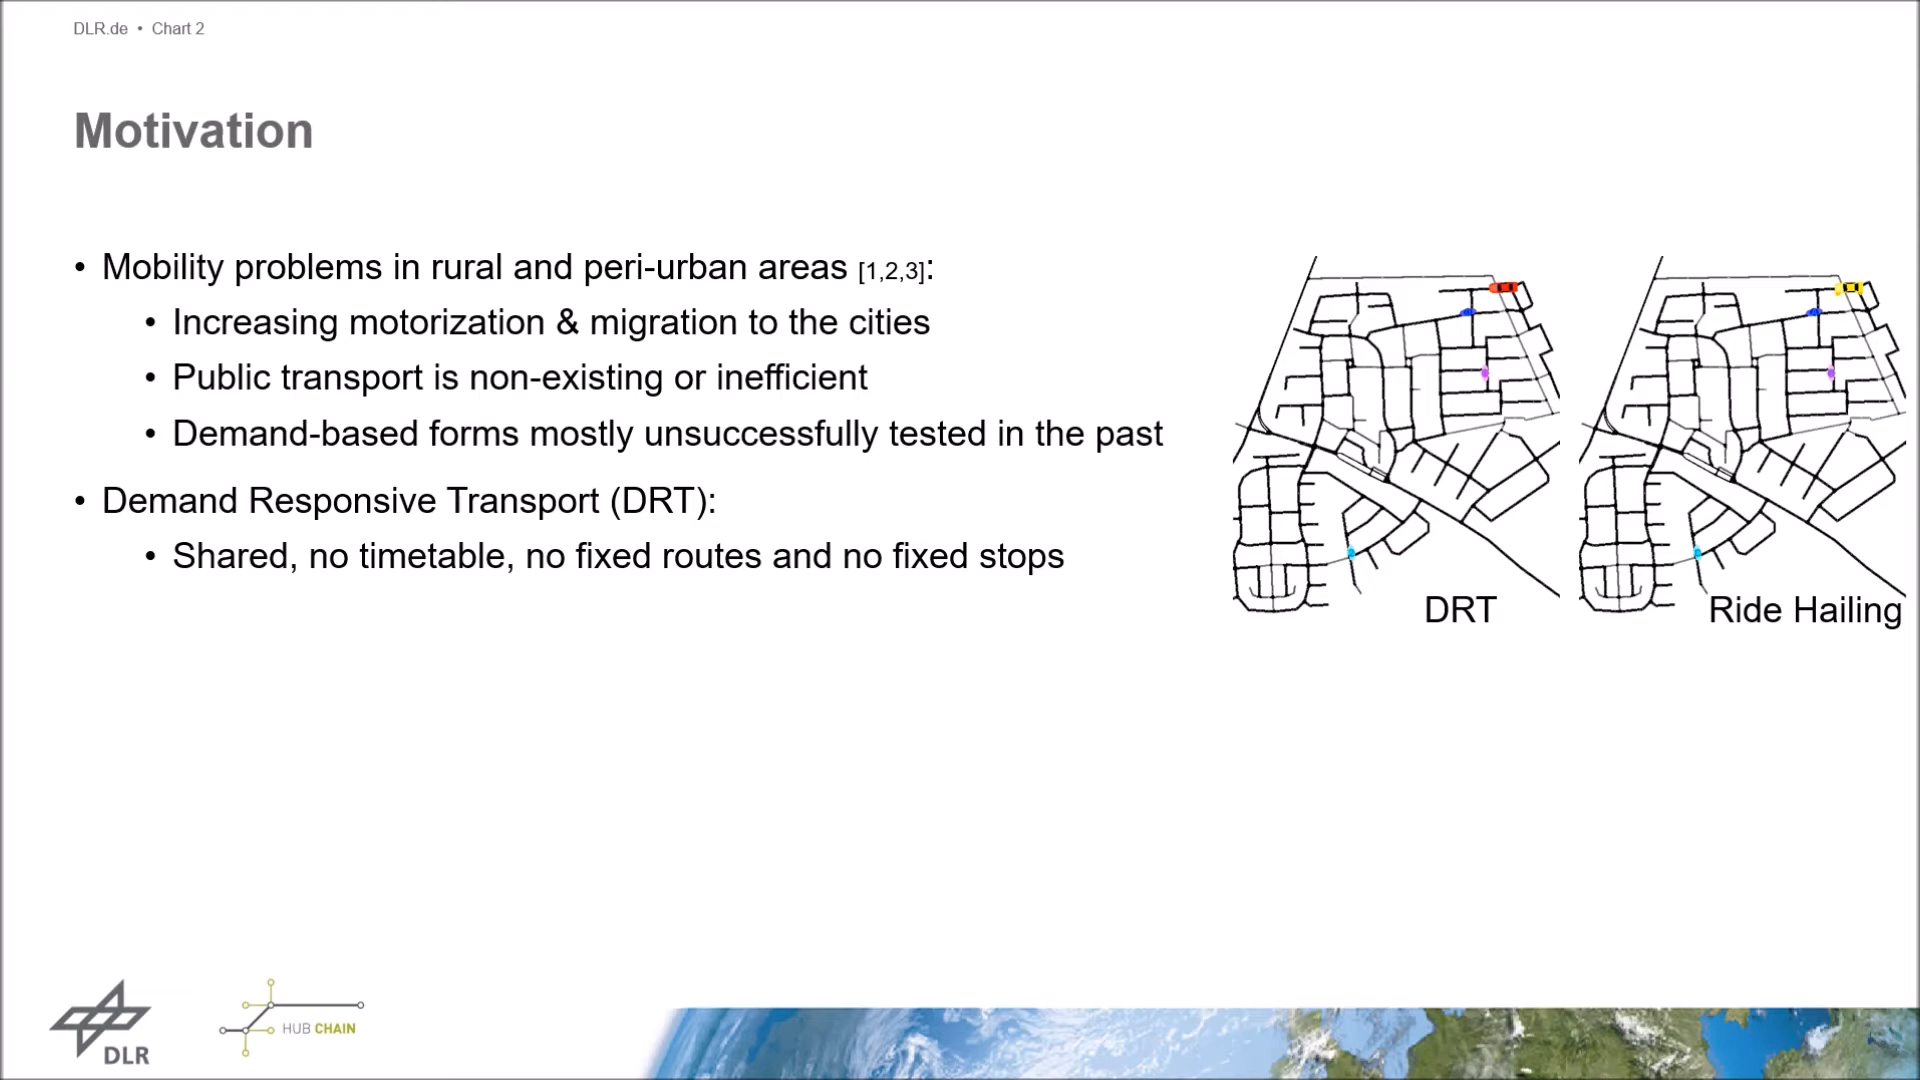 DLR.de • Chart 2
Motivation
• Mobility problems in rural and peri-urban areas [1,2,3]:
• Increasing motorization & migration to the cities
• Public transport is non-existing or inefficient
• Demand-based forms mostly unsuccessfully tested in the past
• Demand Responsive Transport (DRT):
• Shared, no timetable, no fixed routes and no fixed stops
DRT
Ride Hailing
DLR
HUB CHAIN